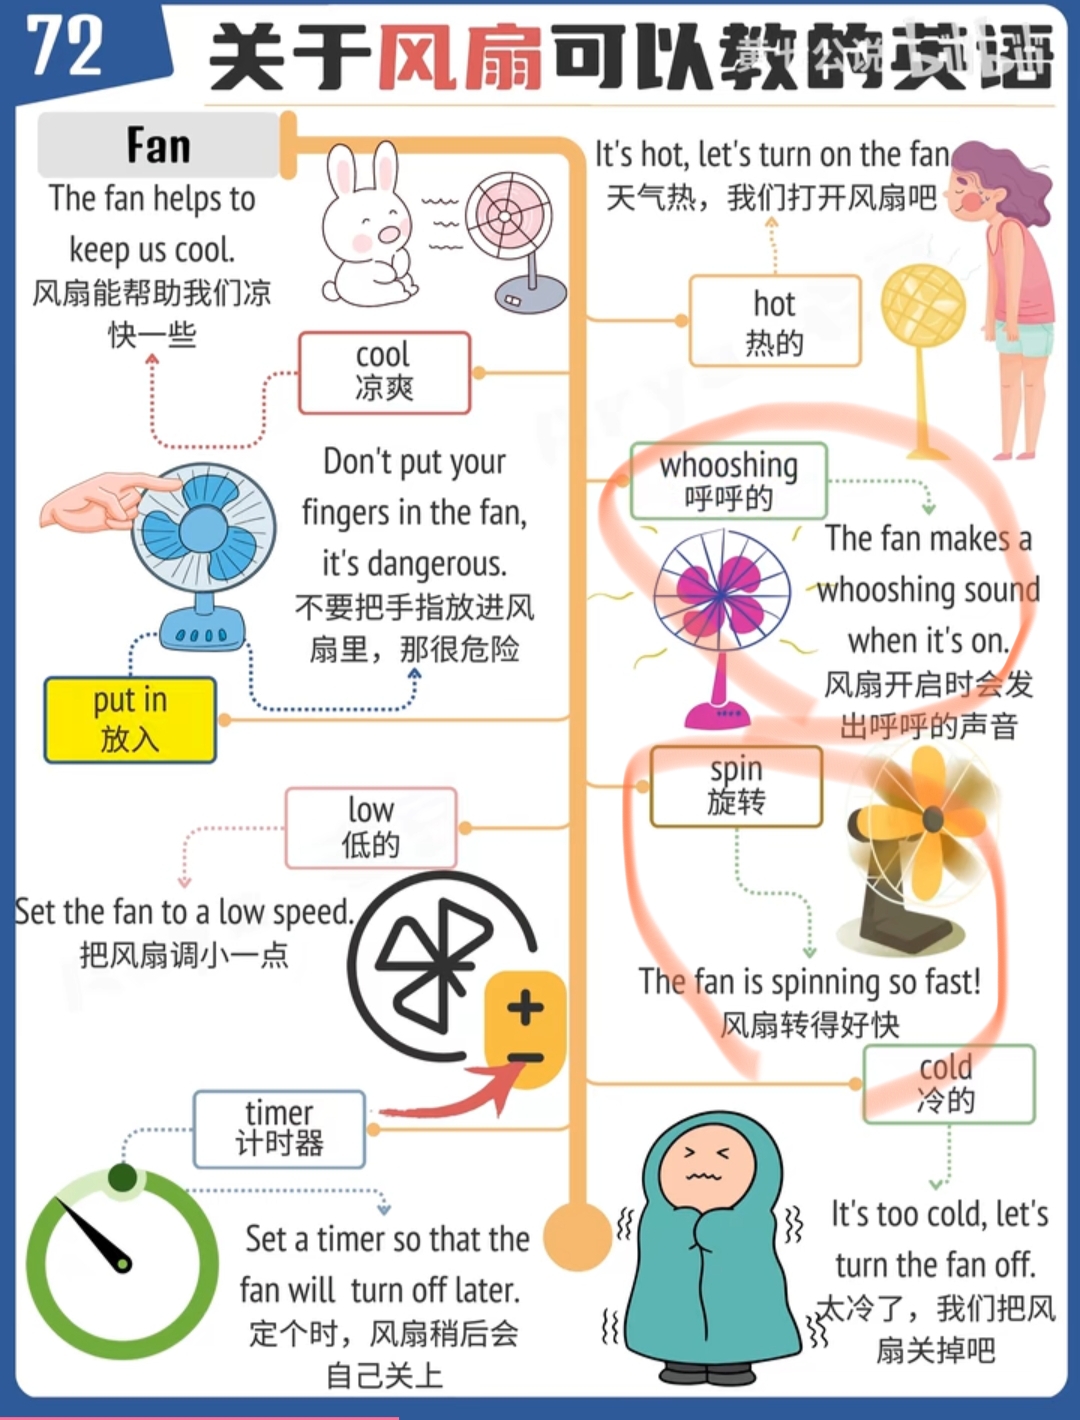 72
关于风扇可以教的英语
Fan
The fan helps to
keep us cool.
风扇能帮助我们凉
快一些
cool
凉爽
It's hot, let's turn on the fan
天气热，我们打开风扇吧
hot
热的
Don't put your
fingers in the fan,
it's dangerous.
不要把手指放进风
扇里，那很危险
put in
放入
whooshing
呼呼的
The fan makes a
whooshing sound
when it's on.
风扇开启时会发
出呼呼的声音
low
低的
Set the fan to a low speed.
把风扇调小一点
spin
旋转
The fan is spinning so fast!
风扇转得好快
timer
计时器
Set a timer so that the
fan will turn off later.
定个时，风扇稍后会
自己关上
cold
冷的
It's too cold, let's
turn the fan off.
太冷了，我们把风
扇关掉吧